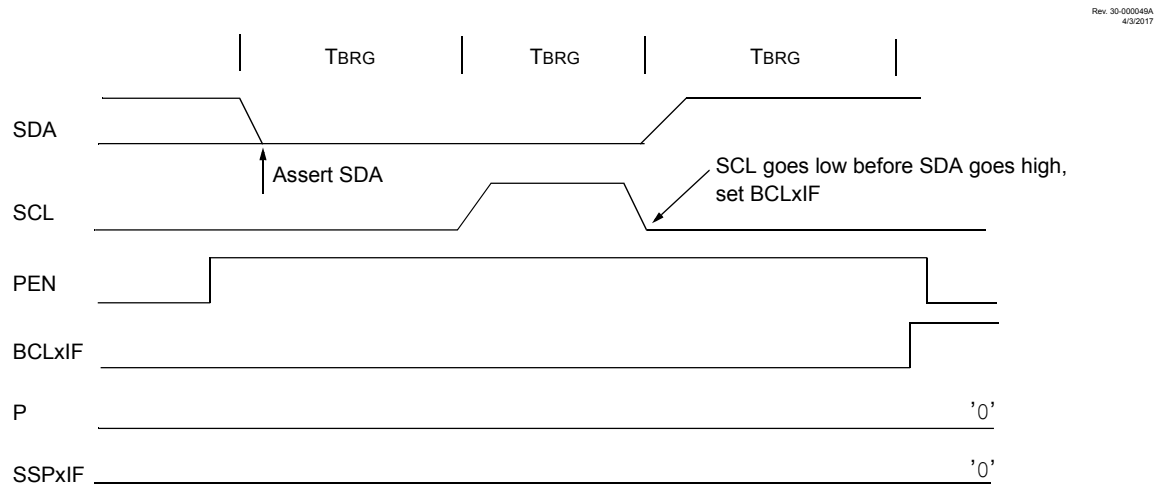 Rev. 30-000049A
4/3/2017
TBRG TBRG TBRG
SDA
Assert SDA
SCL goes low before SDA goes high,
set BCLxIF
SCL
PEN
BCLxIF
P '0'
SSPxIF '0'